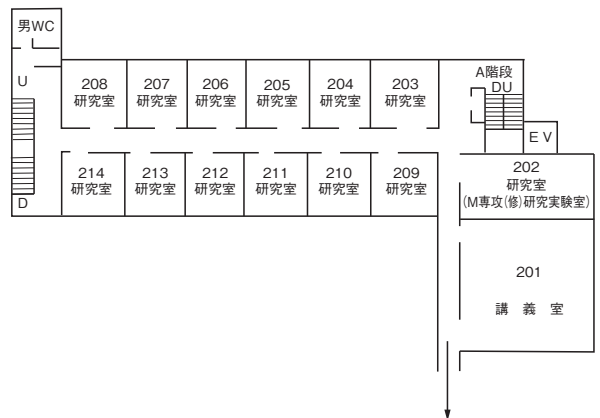 男WC
U
D
208
研究室
207
研究室
206
研究室
205
研究室
204
研究室
203
研究室
A階段
DU
EV
214
研究室
213
研究室
212
研究室
211
研究室
210
研究室
209
研究室
202
研究室
(M専攻(修)研究実験室)
201
講義室